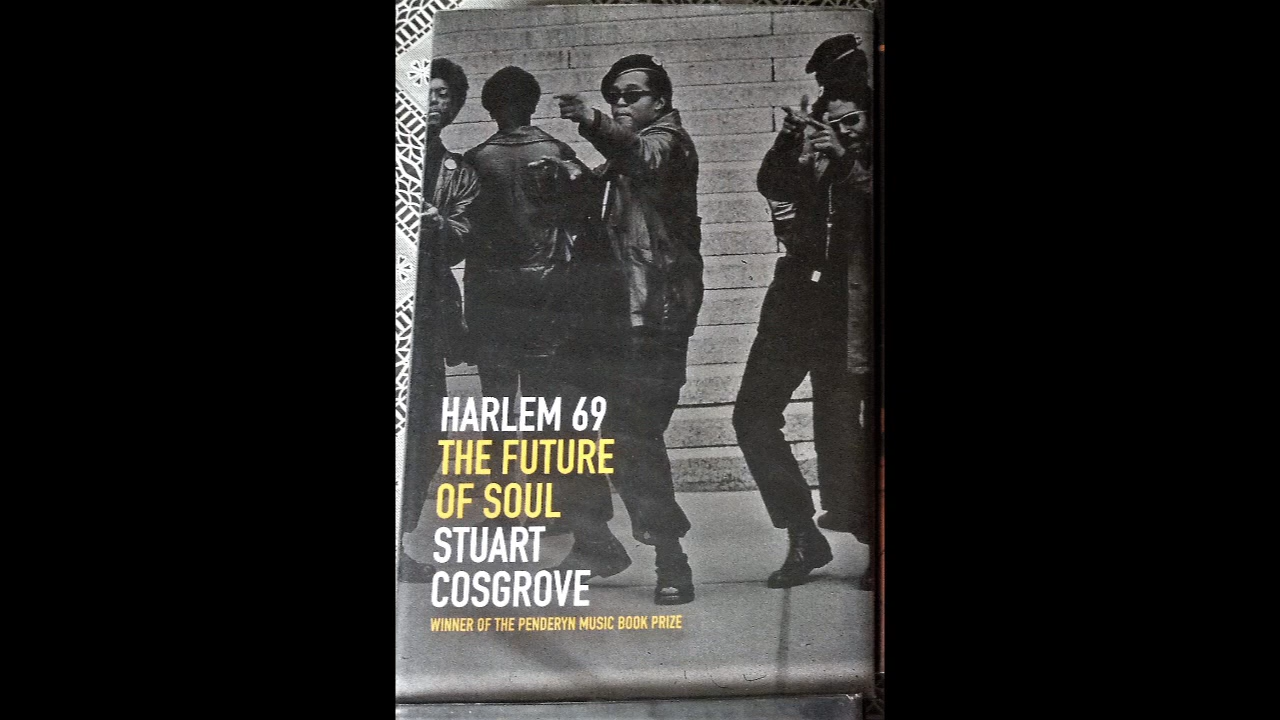 HARLEM 69
THE FUTURE
OF SOUL
STUART
COSGROVE
WINNER OF THE PENDERYN MUSIC BOOK PRIZE